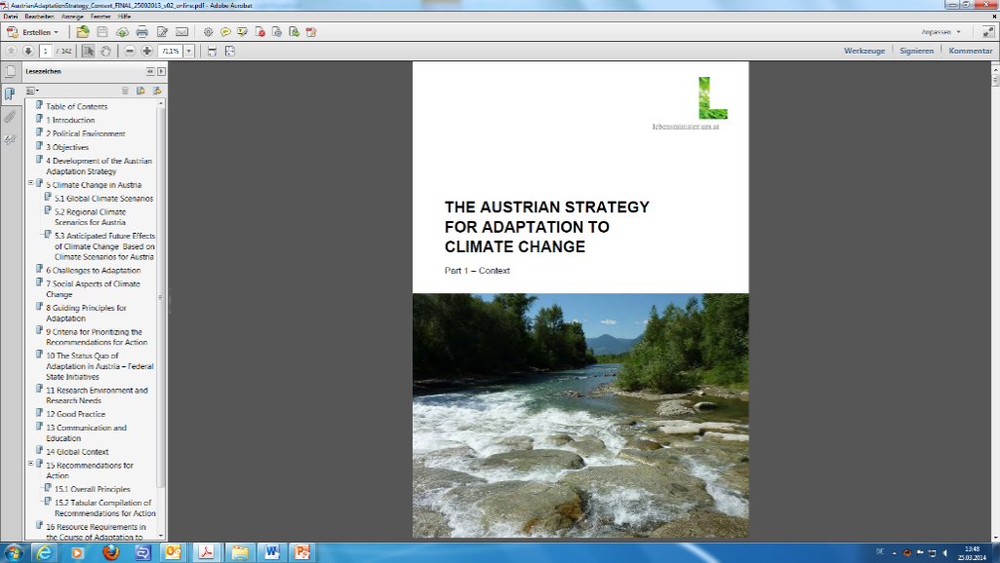 AustrianAdaptationStrategy_Context_FINAL_25092013_v02_online.pdf - Adobe Acrobat
Datei Bearbeiten Anzeige Fenster Hilfe
Erstellen
Anpassen
1 / 142
71,1%
Werkzeuge Signieren Kommentar
Lesezeichen
Table of Contents
1 Introduction
2 Political Environment
3 Objectives
4 Development of the Austrian
Adaptation Strategy
5 Climate Change in Austria
5.1 Global Climate Scenarios
5.2 Regional Climate
Scenarios for Austria
5.3 Anticipated Future Effects
of Climate Change Based on
Climate Scenarios for Austria
6 Challenges to Adaptation
7 Social Aspects of Climate
Change
8 Guiding Principles for
Adaptation
9 Criteria for Prioritizing the
Recommendations for Action
10 The Status Quo of
Adaptation in Austria – Federal
State Initiatives
11 Research Environment and
Research Needs
12 Good Practice
13 Communication and
Education
14 Global Context
15 Recommendations for
Action
15.1 Overall Principles
15.2 Tabular Compilation of
Recommendations for Action
16 Resource Requirements in
the Course of Adaptation to
lebensministerium.at
THE AUSTRIAN STRATEGY
FOR ADAPTATION TO
CLIMATE CHANGE
Part 1 – Context
DE
13:48
25.03.2014